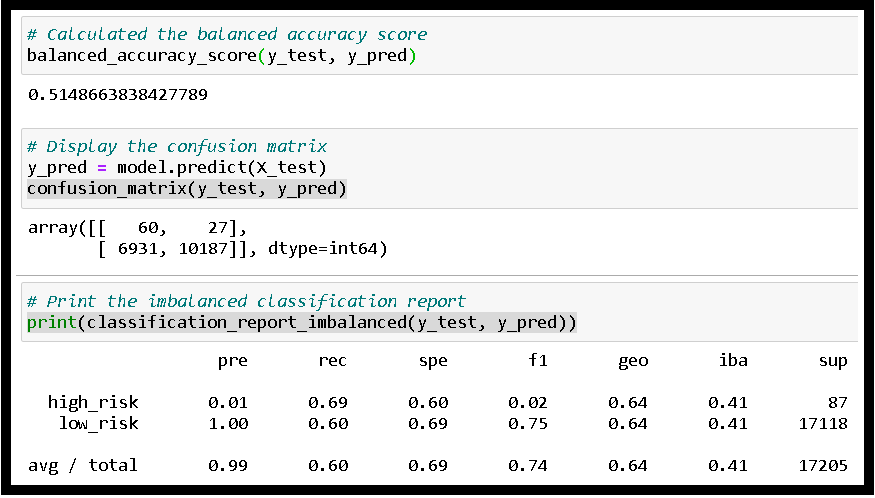 # Calculated the balanced accuracy score
balanced_accuracy_score(y_test, y_pred)
0.5148663838427789
# Display the confusion matrix
y_pred = model.predict(X_test)
confusion_matrix(y_test, y_pred)
array([[   60,    27],
       [ 6931, 10187]], dtype=int64)
# Print the imbalanced classification report
print(classification_report_imbalanced(y_test, y_pred))
pre rec spe f1 geo iba sup
high_risk 0.01 0.69 0.60 0.02 0.64 0.41 87
low_risk 1.00 0.60 0.69 0.75 0.64 0.41 17118
avg / total 0.99 0.60 0.69 0.74 0.64 0.41 17205